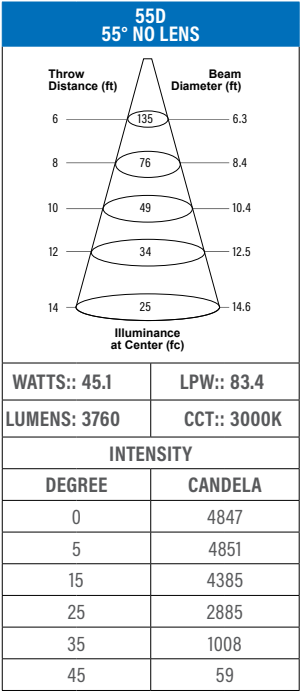 55D
55° NO LENS
Throw Beam
Distance (ft) Diameter (ft)
6 135 6.3
8 76 8.4
10 49 10.4
12 34 12.5
14 25 14.6
Illuminance
at Center (fc)
WATTS:: 45.1 LPW:: 83.4
LUMENS: 3760 CCT:: 3000K
INTENSITY
DEGREE CANDELA
0 4847
5 4851
15 4385
25 2885
35 1008
45 59